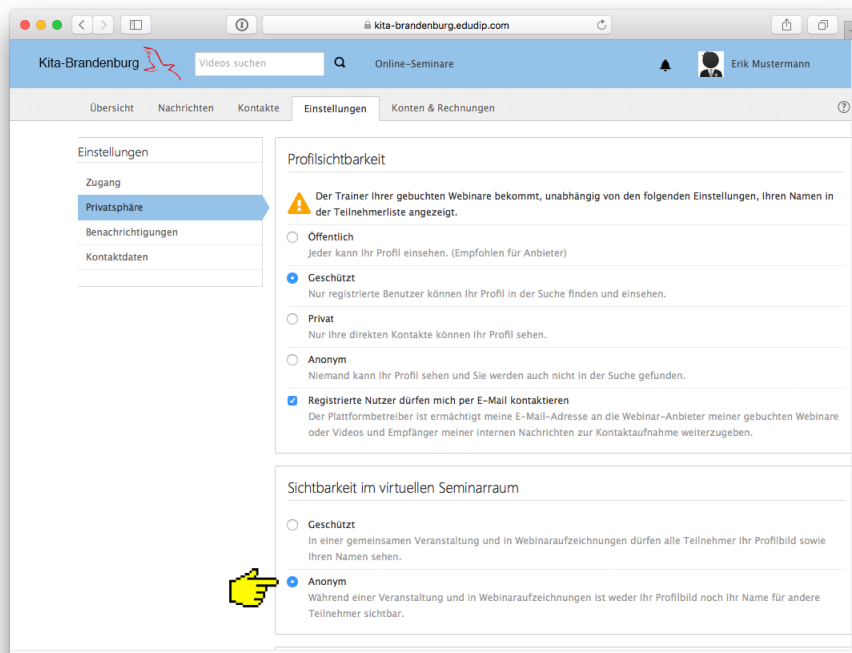 kita-brandenburg.edudip.com
Kita-Brandenburg
Videos suchen
Online-Seminare
Erik Mustermann
Übersicht
Nachrichten
Kontakte
Einstellungen
Konten & Rechnungen
?
Einstellungen
Zugang
Privatsphäre
Benachrichtigungen
Kontaktdaten
Profilsichtbarkeit
Der Trainer Ihrer gebuchten Webinare bekommt, unabhängig von den folgenden Einstellungen, Ihren Namen in
der Teilnehmerliste angezeigt.
Öffentlich
Jeder kann Ihr Profil einsehen. (Empfohlen für Anbieter)
Geschützt
Nur registrierte Benutzer können Ihr Profil in der Suche finden und einsehen.
Privat
Nur Ihre direkten Kontakte können Ihr Profil sehen.
Anonym
Niemand kann Ihr Profil sehen und Sie werden auch nicht in der Suche gefunden.
Registrierte Nutzer dürfen mich per E-Mail kontaktieren
Der Plattformbetreiber ist ermächtigt meine E-Mail-Adresse an die Webinar-Anbieter meiner gebuchten Webinare
oder Videos und Empfänger meiner internen Nachrichten zur Kontaktaufnahme weiterzugeben.
Sichtbarkeit im virtuellen Seminarraum
Geschützt
In einer gemeinsamen Veranstaltung und in Webinaraufzeichnungen dürfen alle Teilnehmer Ihr Profilbild sowie
Ihren Namen sehen.
Anonym
Während einer Veranstaltung und in Webinaraufzeichnungen ist weder Ihr Profilbild noch Ihr Name für andere
Teilnehmer sichtbar.